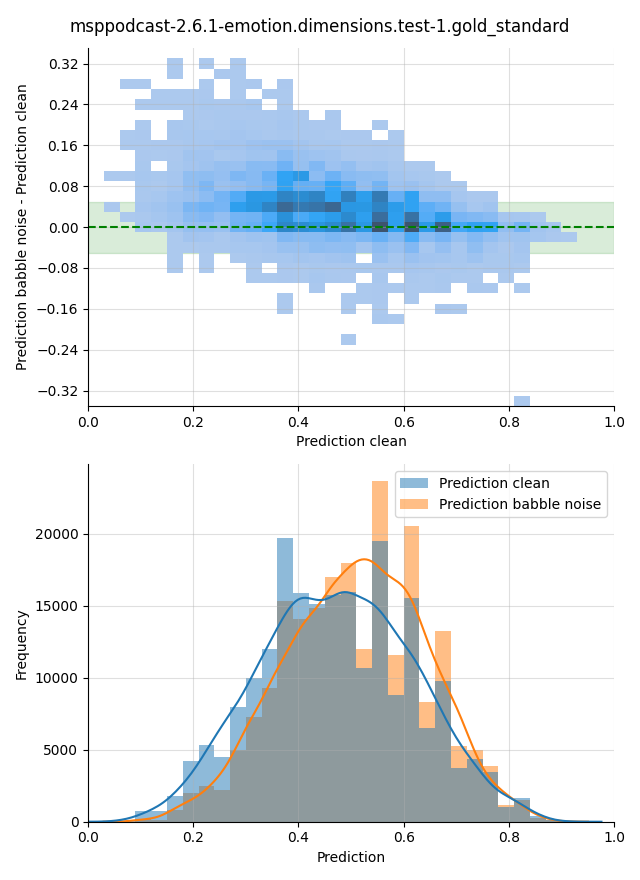 msppodcast-2.6.1-emotion.dimensions.test-1.gold_standard
Prediction babble noise - Prediction clean
0.32
0.24
0.16
0.08
0.00
−0.08
−0.16
−0.24
−0.32
0.0 0.2 0.4 0.6 0.8 1.0
Prediction clean
Frequency
Prediction clean
Prediction babble noise
20000
15000
10000
5000
0
0.0 0.2 0.4 0.6 0.8 1.0
Prediction